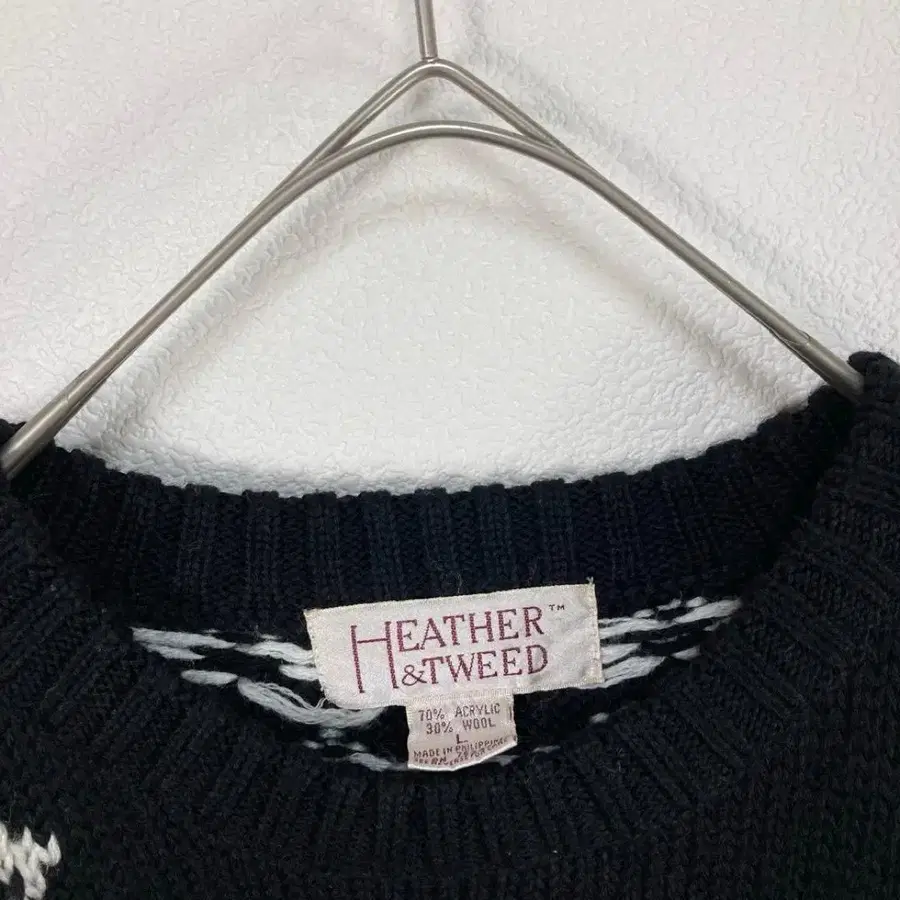 HEATHER™
&TWEED
70% ACRYLIC
30% WOOL
L
MADE IN PHILIPPINES